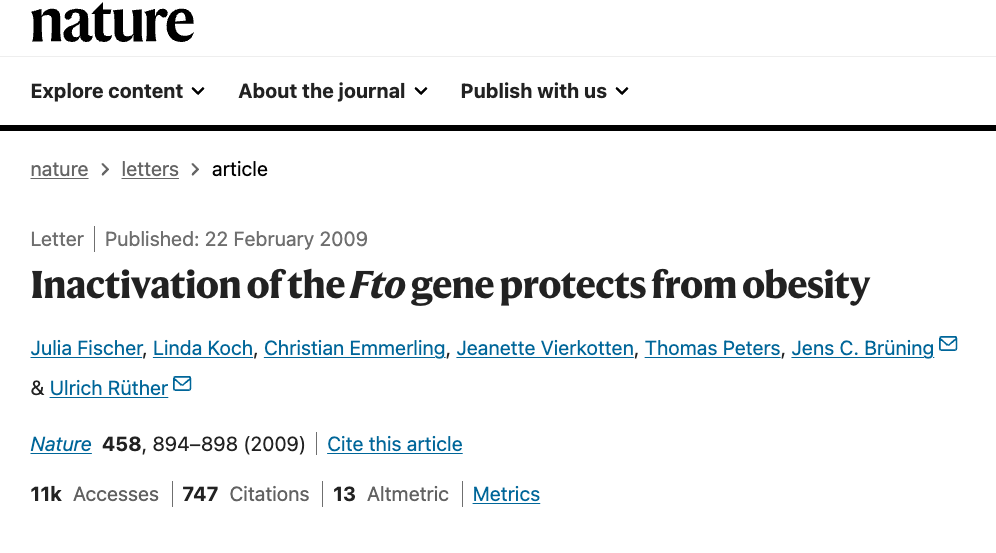 nature
Explore content About the journal Publish with us
nature > letters > article
Letter | Published: 22 February 2009
Inactivation of the Fto gene protects from obesity
Julia Fischer, Linda Koch, Christian Emmerling, Jeanette Vierkotten, Thomas Peters, Jens C. Brüning
& Ulrich Rüther
Nature 458, 894–898 (2009) | Cite this article
11k Accesses | 747 Citations | 13 Altmetric | Metrics